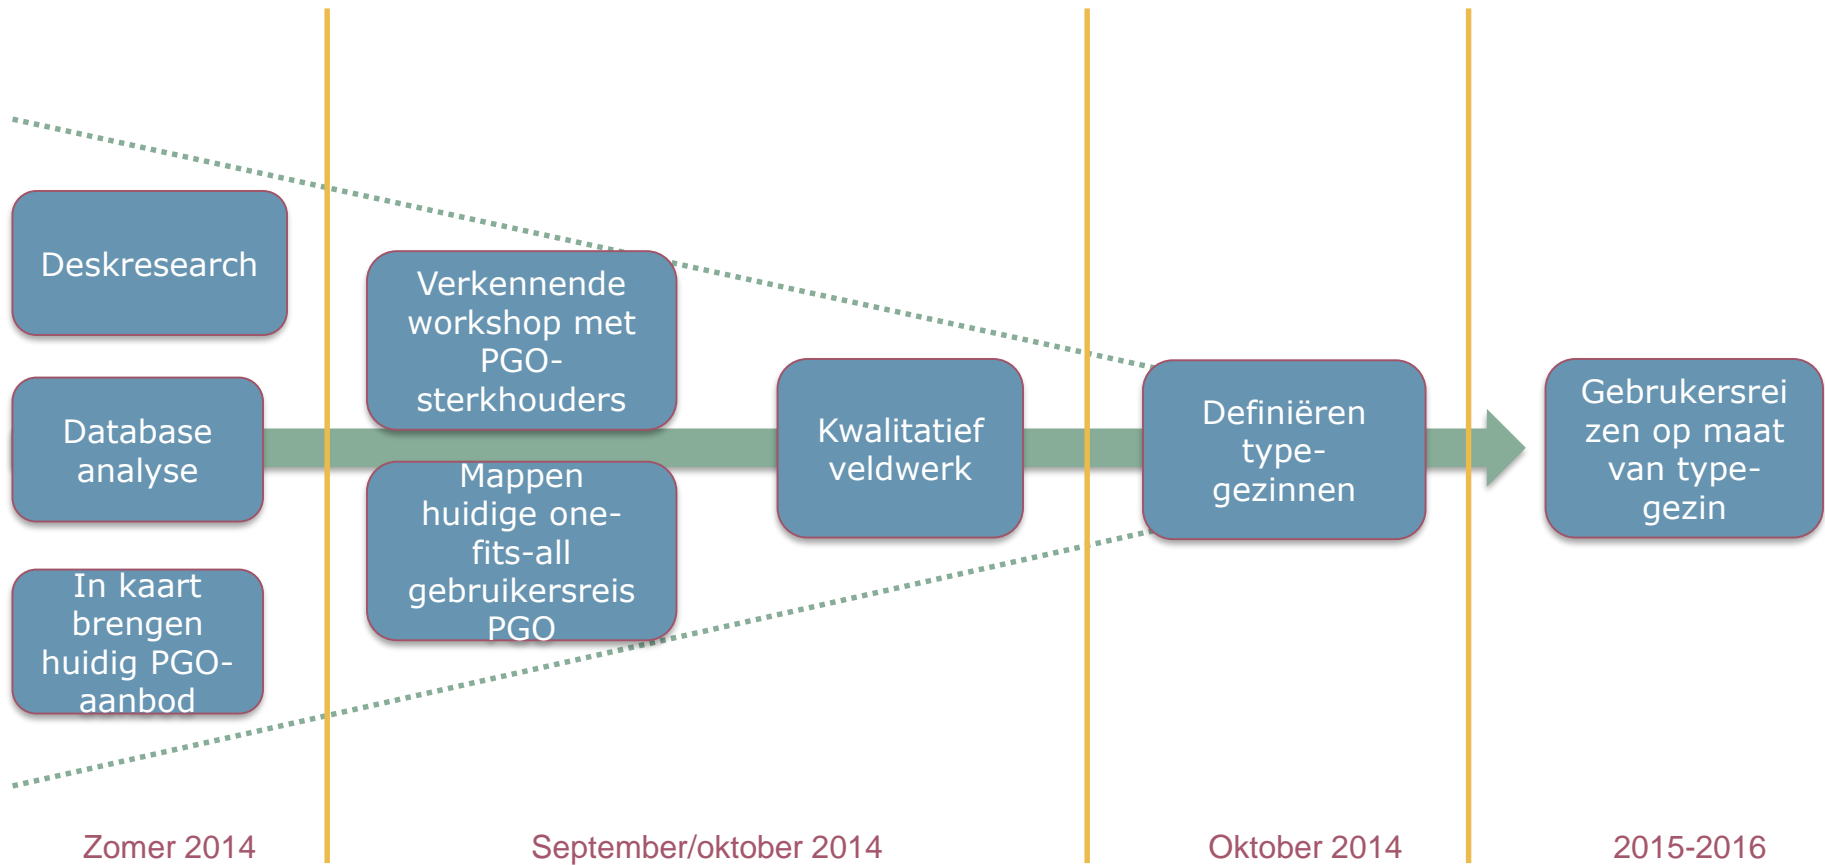 Deskresearch
Database
analyse
In kaart
brengen
huidig PGO-
aanbod
Verkennende
workshop met
PGO-
sterkhouders
Mappen
huidige one-
fits-all
gebruikersreis
PGO
Kwalitatief
veldwerk
Definiëren
type-
gezinnen
Gebrukersrei
zen op maat
van type-
gezin
Zomer 2014
September/oktober 2014
Oktober 2014
2015-2016